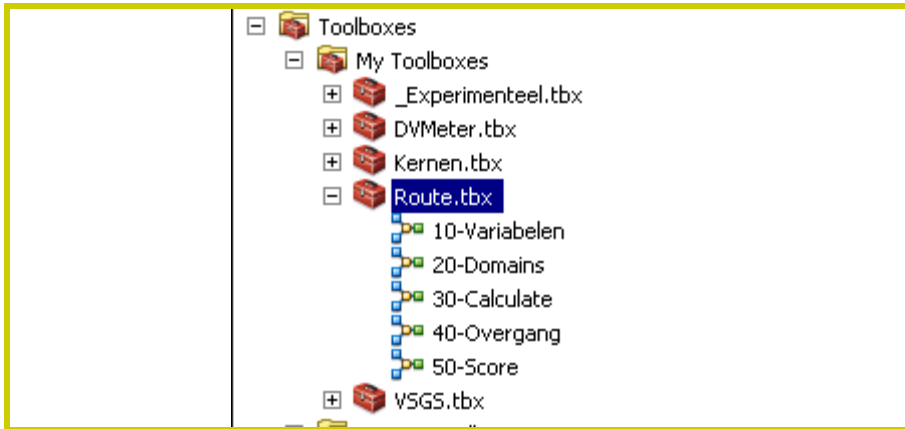 Toolboxes
My Toolboxes
_Experimenteel.tbx
DVMeter.tbx
Kernen.tbx
Route.tbx
10-Variabelen
20-Domains
30-Calculate
40-Overgang
50-Score
VSGS.tbx